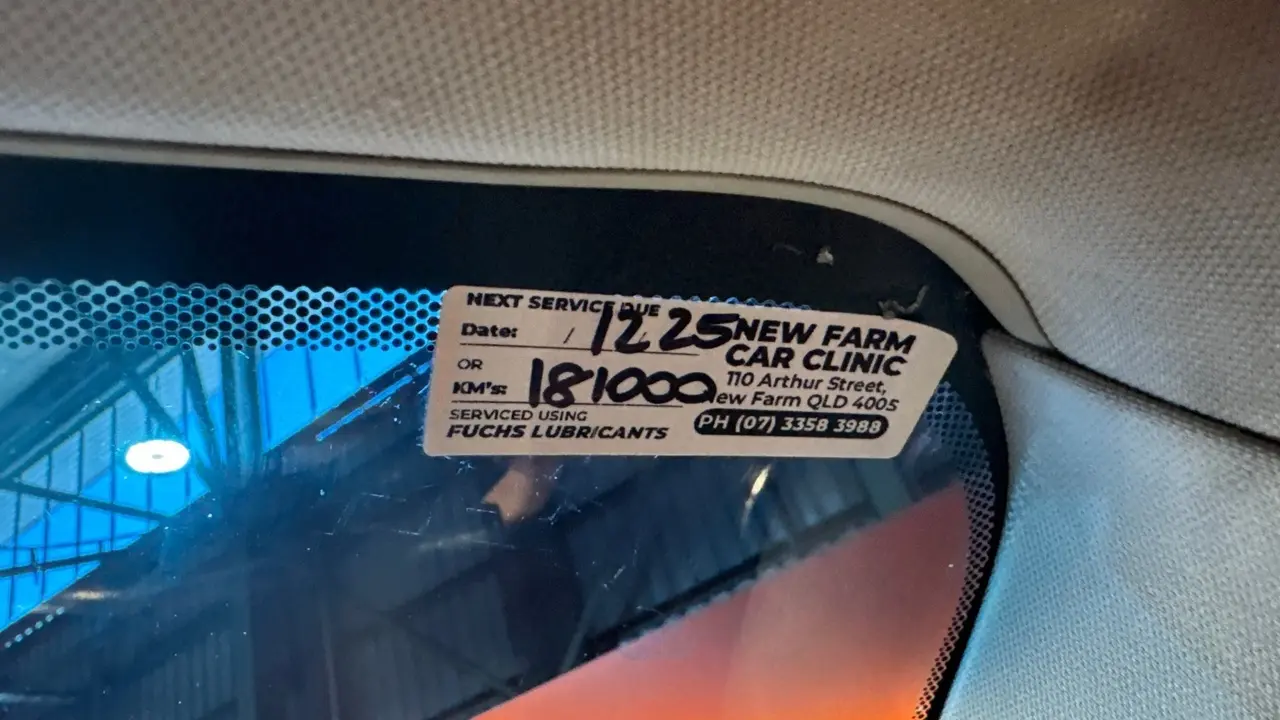 NEXT SERVICE DUE
Date: / 12 / 25
OR
KM's: 181000
SERVICED USING
FUCHS LUBRICANTS
NEW FARM
CAR CLINIC
110 Arthur Street,
ew Farm QLD 4005
PH (07) 3358 3988